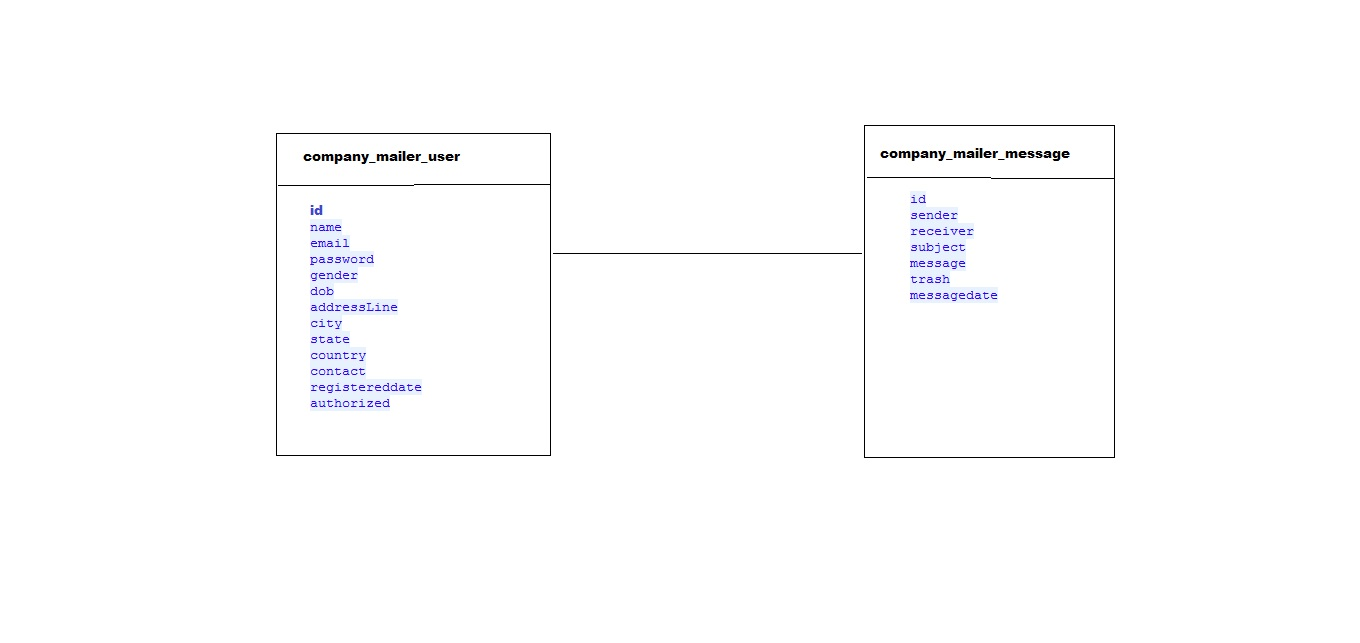 company_mailer_user
id
name
email
password
gender
dob
addressLine
city
state
country
contact
registereddate
authorized
company_mailer_message
id
sender
receiver
subject
message
trash
messagedate